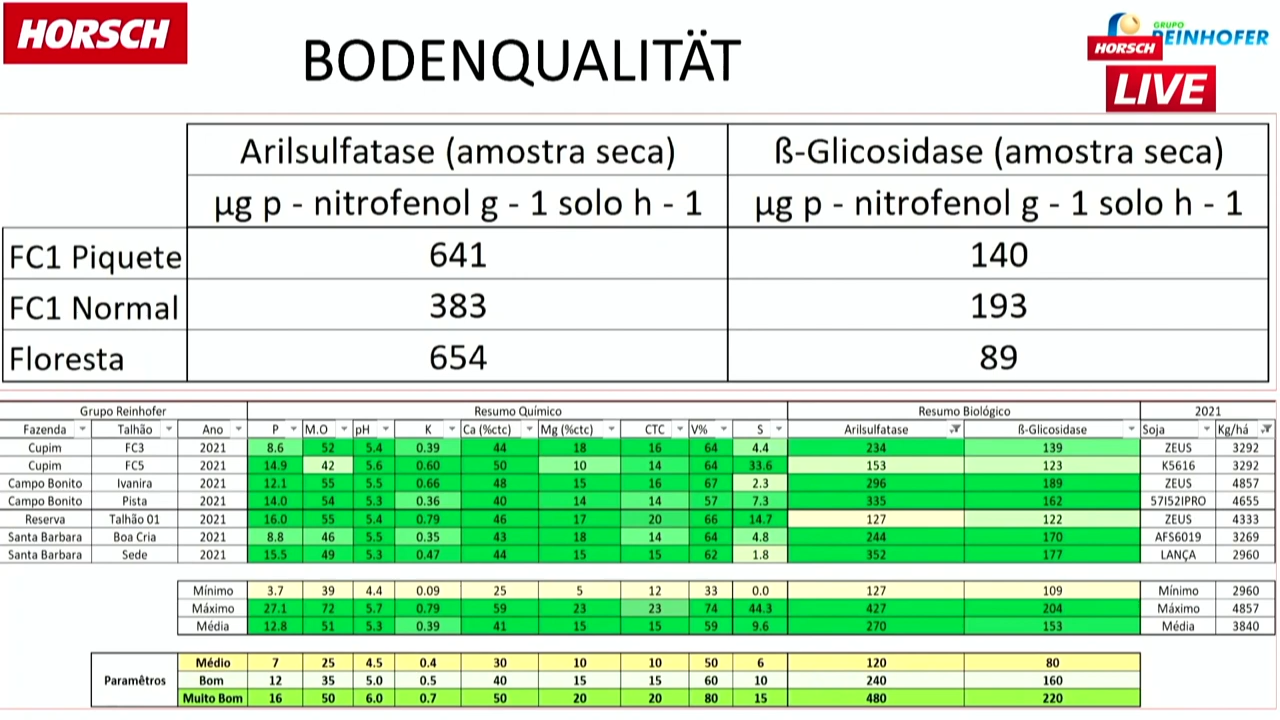 HORSCH
BODENQUALITÄT
GRUPO
REINHOFER
HORSCH
LIVE
Arilsulfatase (amostra seca) ß-Glicosidase (amostra seca)
µg p - nitrofenol g - 1 solo h - 1 µg p - nitrofenol g - 1 solo h - 1
FC1 Piquete 641 140
FC1 Normal 383 193
Floresta 654 89
Grupo Reinhofer Resumo Químico Resumo Biológico 2021
Fazenda Talhão Ano P M.O pH K Ca (%ctc) Mg (%ctc) CTC V% S Arilsulfatase ß-Glicosidase Soja Kg/há
Cupim FC3 2021 8.6 52 5.4 0.39 44 18 16 64 4.4 234 139 ZEUS 3292
Cupim FC5 2021 14.9 42 5.6 0.60 50 10 14 64 33.6 153 123 K5616 3292
Campo Bonito Ivanira 2021 12.1 55 5.5 0.66 48 15 16 67 2.3 296 189 ZEUS 4857
Campo Bonito Pista 2021 14.0 54 5.3 0.36 40 14 14 57 7.3 335 162 57I52IPRO 4655
Reserva Talhão 01 2021 16.0 55 5.4 0.79 46 17 20 66 14.7 127 122 ZEUS 4333
Santa Barbara Boa Cria 2021 8.8 46 5.5 0.35 43 18 14 64 4.8 244 170 AFS6019 3269
Santa Barbara Sede 2021 15.5 49 5.3 0.47 44 15 15 62 1.8 352 177 LANÇA 2960
Mínimo 3.7 39 4.4 0.09 25 5 12 33 0.0 127 109 Mínimo 2960
Máximo 27.1 72 5.7 0.79 59 23 23 74 44.3 427 204 Máximo 4857
Média 12.8 51 5.3 0.39 41 15 15 59 9.6 270 153 Média 3840
Médio 7 25 4.5 0.4 30 10 10 50 6 120 80
Paramêtros Bom 12 35 5.0 0.5 40 15 15 60 10 240 160
Muito Bom 16 50 6.0 0.7 50 20 20 80 15 480 220